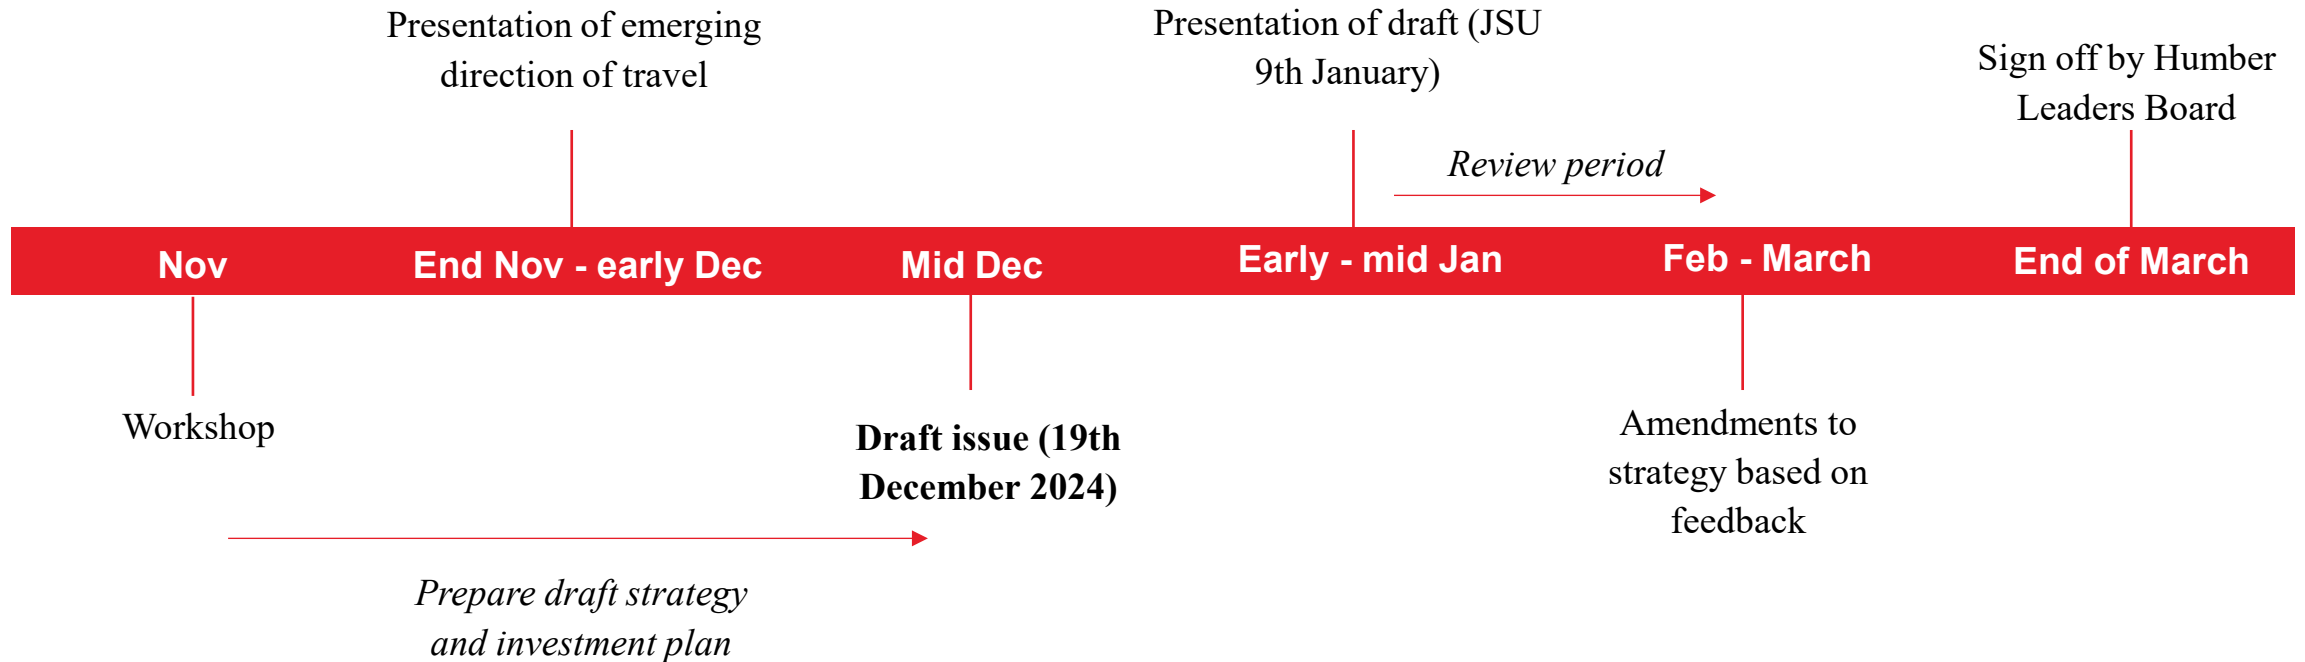 Presentation of emerging
direction of travel
Presentation of draft (JSU
9th January)
Sign off by Humber
Leaders Board
Review period
Nov
End Nov - early Dec
Mid Dec
Early - mid Jan
Feb - March
End of March
Workshop
Draft issue (19th
December 2024)
Amendments to
strategy based on
feedback
Prepare draft strategy
and investment plan